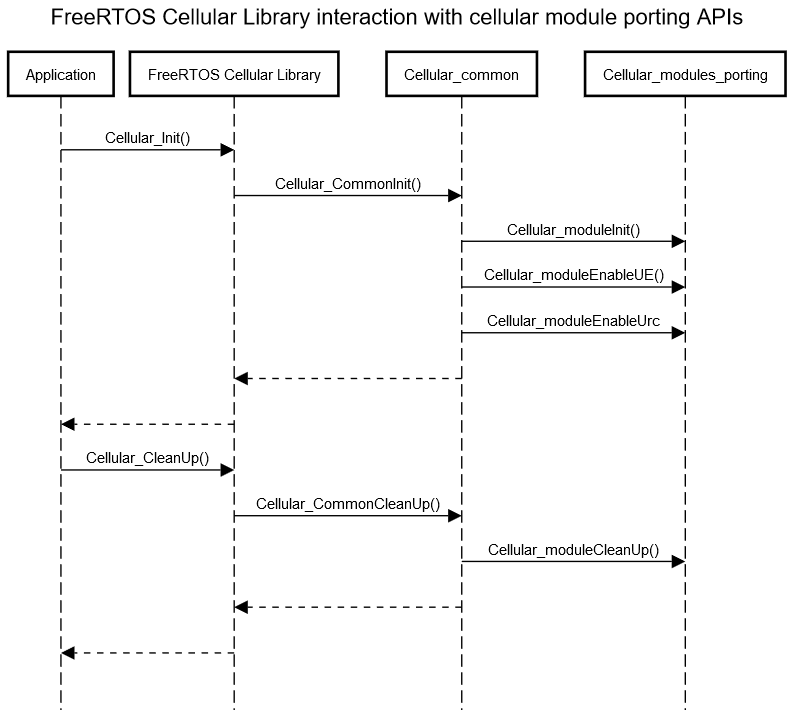 FreeRTOS Cellular Library interaction with cellular module porting APIs
Application
FreeRTOS Cellular Library
Cellular_common
Cellular_modules_porting
Cellular_Init()
Cellular_CommonInit()
Cellular_moduleInit()
Cellular_moduleEnableUE()
Cellular_moduleEnableUrc
Cellular_CleanUp()
Cellular_CommonCleanUp()
Cellular_moduleCleanUp()